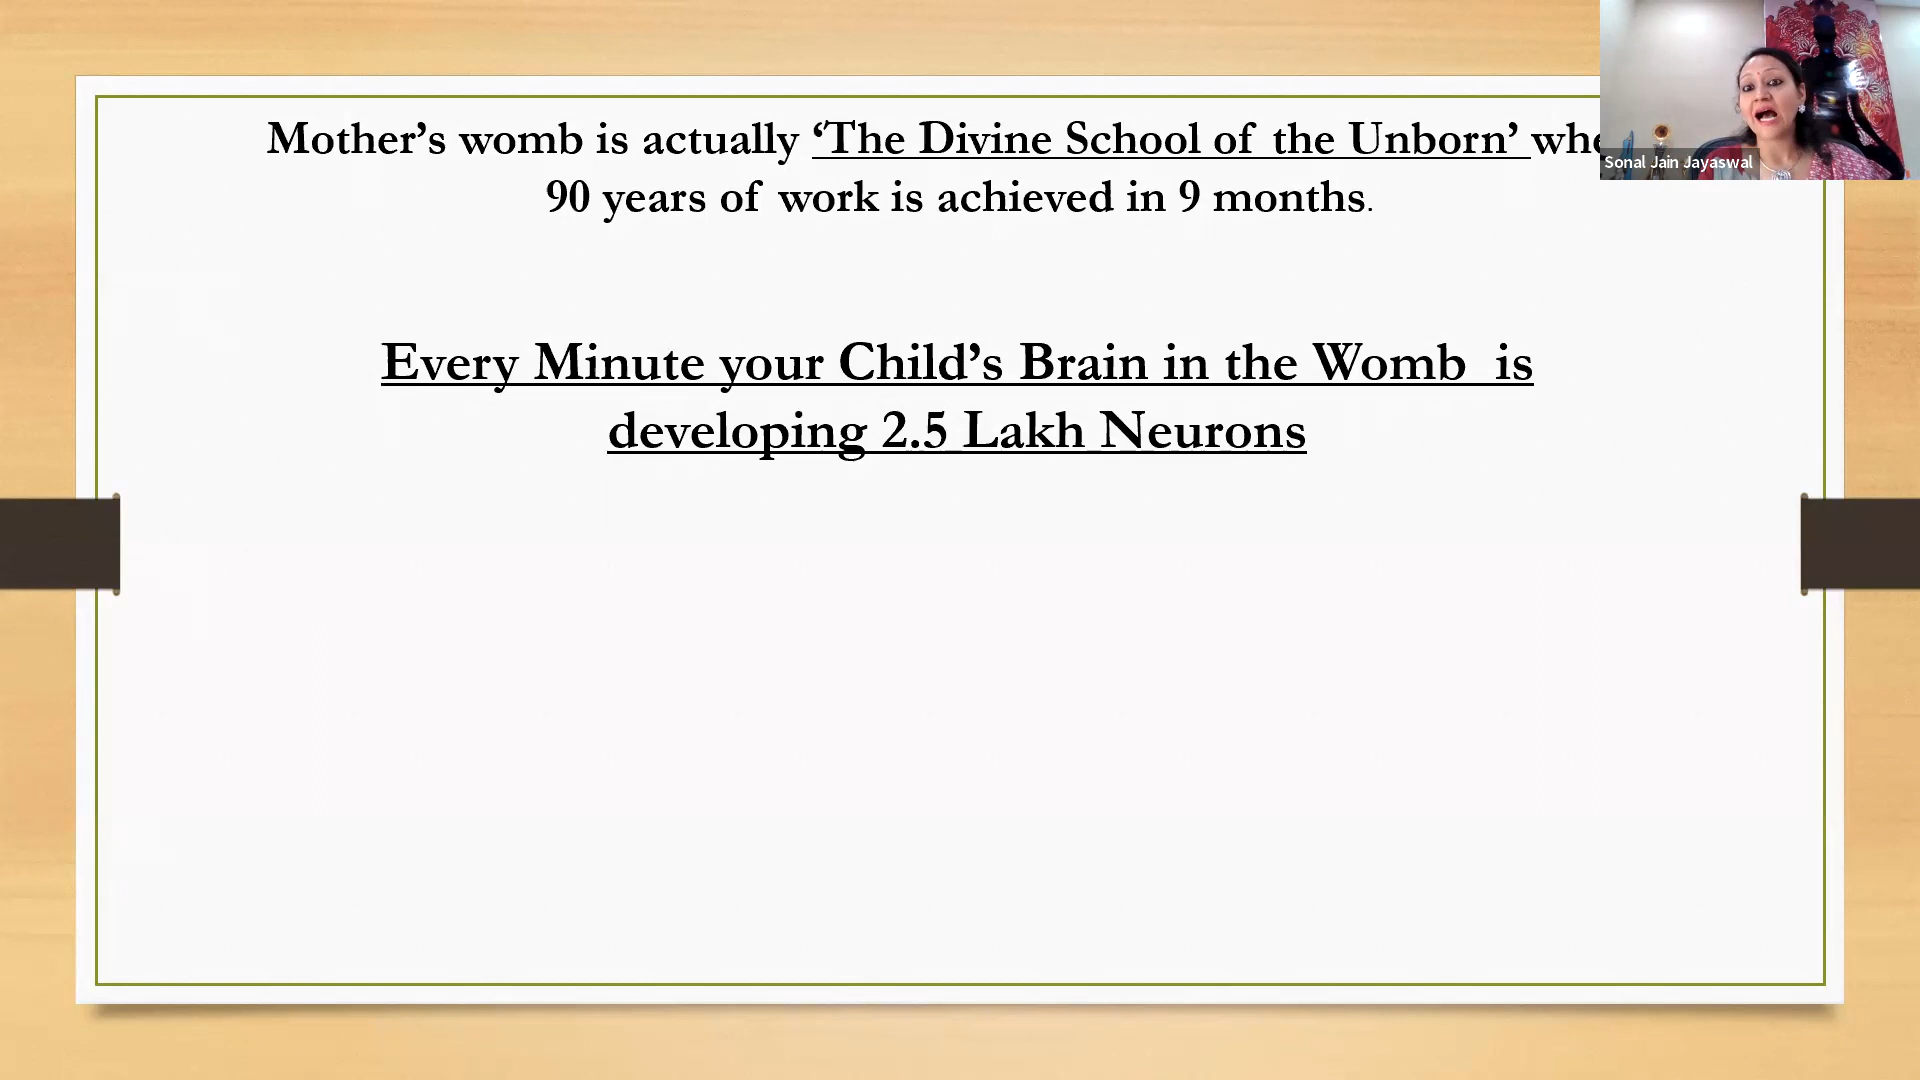 Mother’s womb is actually ‘The Divine School of the Unborn’
90 years of work is achieved in 9 months.
Every Minute your Child’s Brain in the Womb is
developing 2.5 Lakh Neurons
Sonal Jain Jayaswal